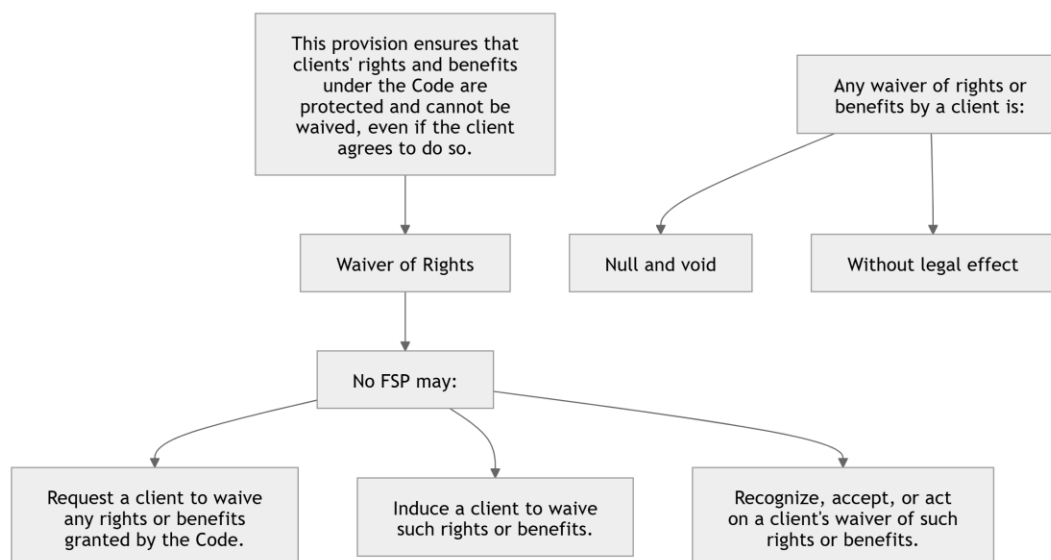 This provision ensures that
clients' rights and benefits
under the Code are
protected and cannot be
waived, even if the client
agrees to do so.
Any waiver of rights or
benefits by a client is:
Waiver of Rights
Null and void
Without legal effect
No FSP may:
Request a client to waive
any rights or benefits
granted by the Code.
Induce a client to waive
such rights or benefits.
Recognize, accept, or act
on a client's waiver of such
rights or benefits.